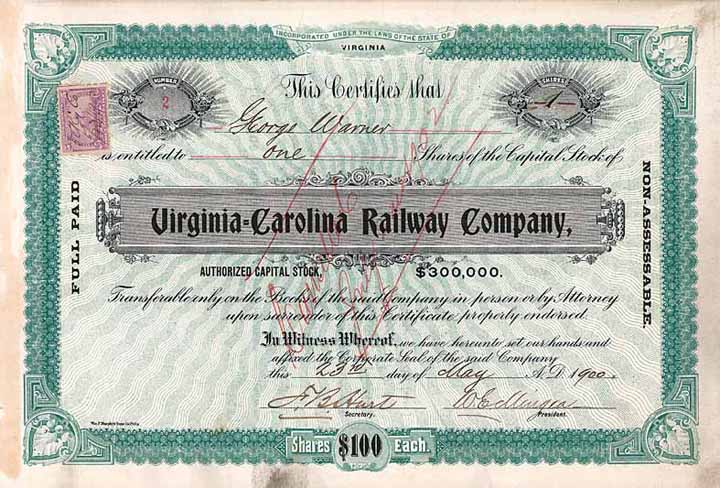 INCORPORATED UNDER THE LAWS OF THE STATE OF
VIRGINIA
NUMBER
2
This Certifies that
SHARES
1
George Warner
is entitled to one Shares of the Capital Stock of
FULL PAID
NON-ASSESSABLE.
Virginia-Carolina Railway Company,
AUTHORIZED CAPITAL STOCK, $300,000.
Transferable only on the Books of the said Company in person or by Attorney
upon surrender of this Certificate properly endorsed.
In Witness Whereof, we have hereunto set our hands and
affixed the Corporate Seal of the said Company
this 23rd day of May A.D. 1900.
Secretary.
President.
Shares $100 Each.